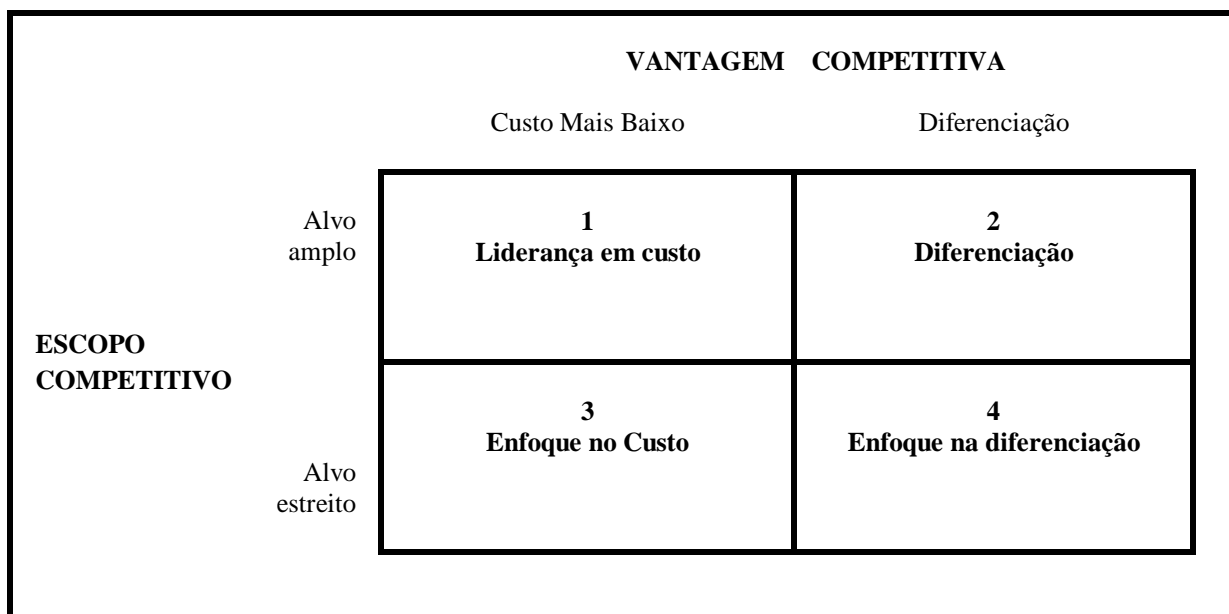 VANTAGEM COMPETITIVA
Custo Mais Baixo Diferenciação
Alvo
amplo
1
Liderança em custo
2
Diferenciação
ESCOPO
COMPETITIVO
3
Enfoque no Custo
4
Enfoque na diferenciação
Alvo
estreito